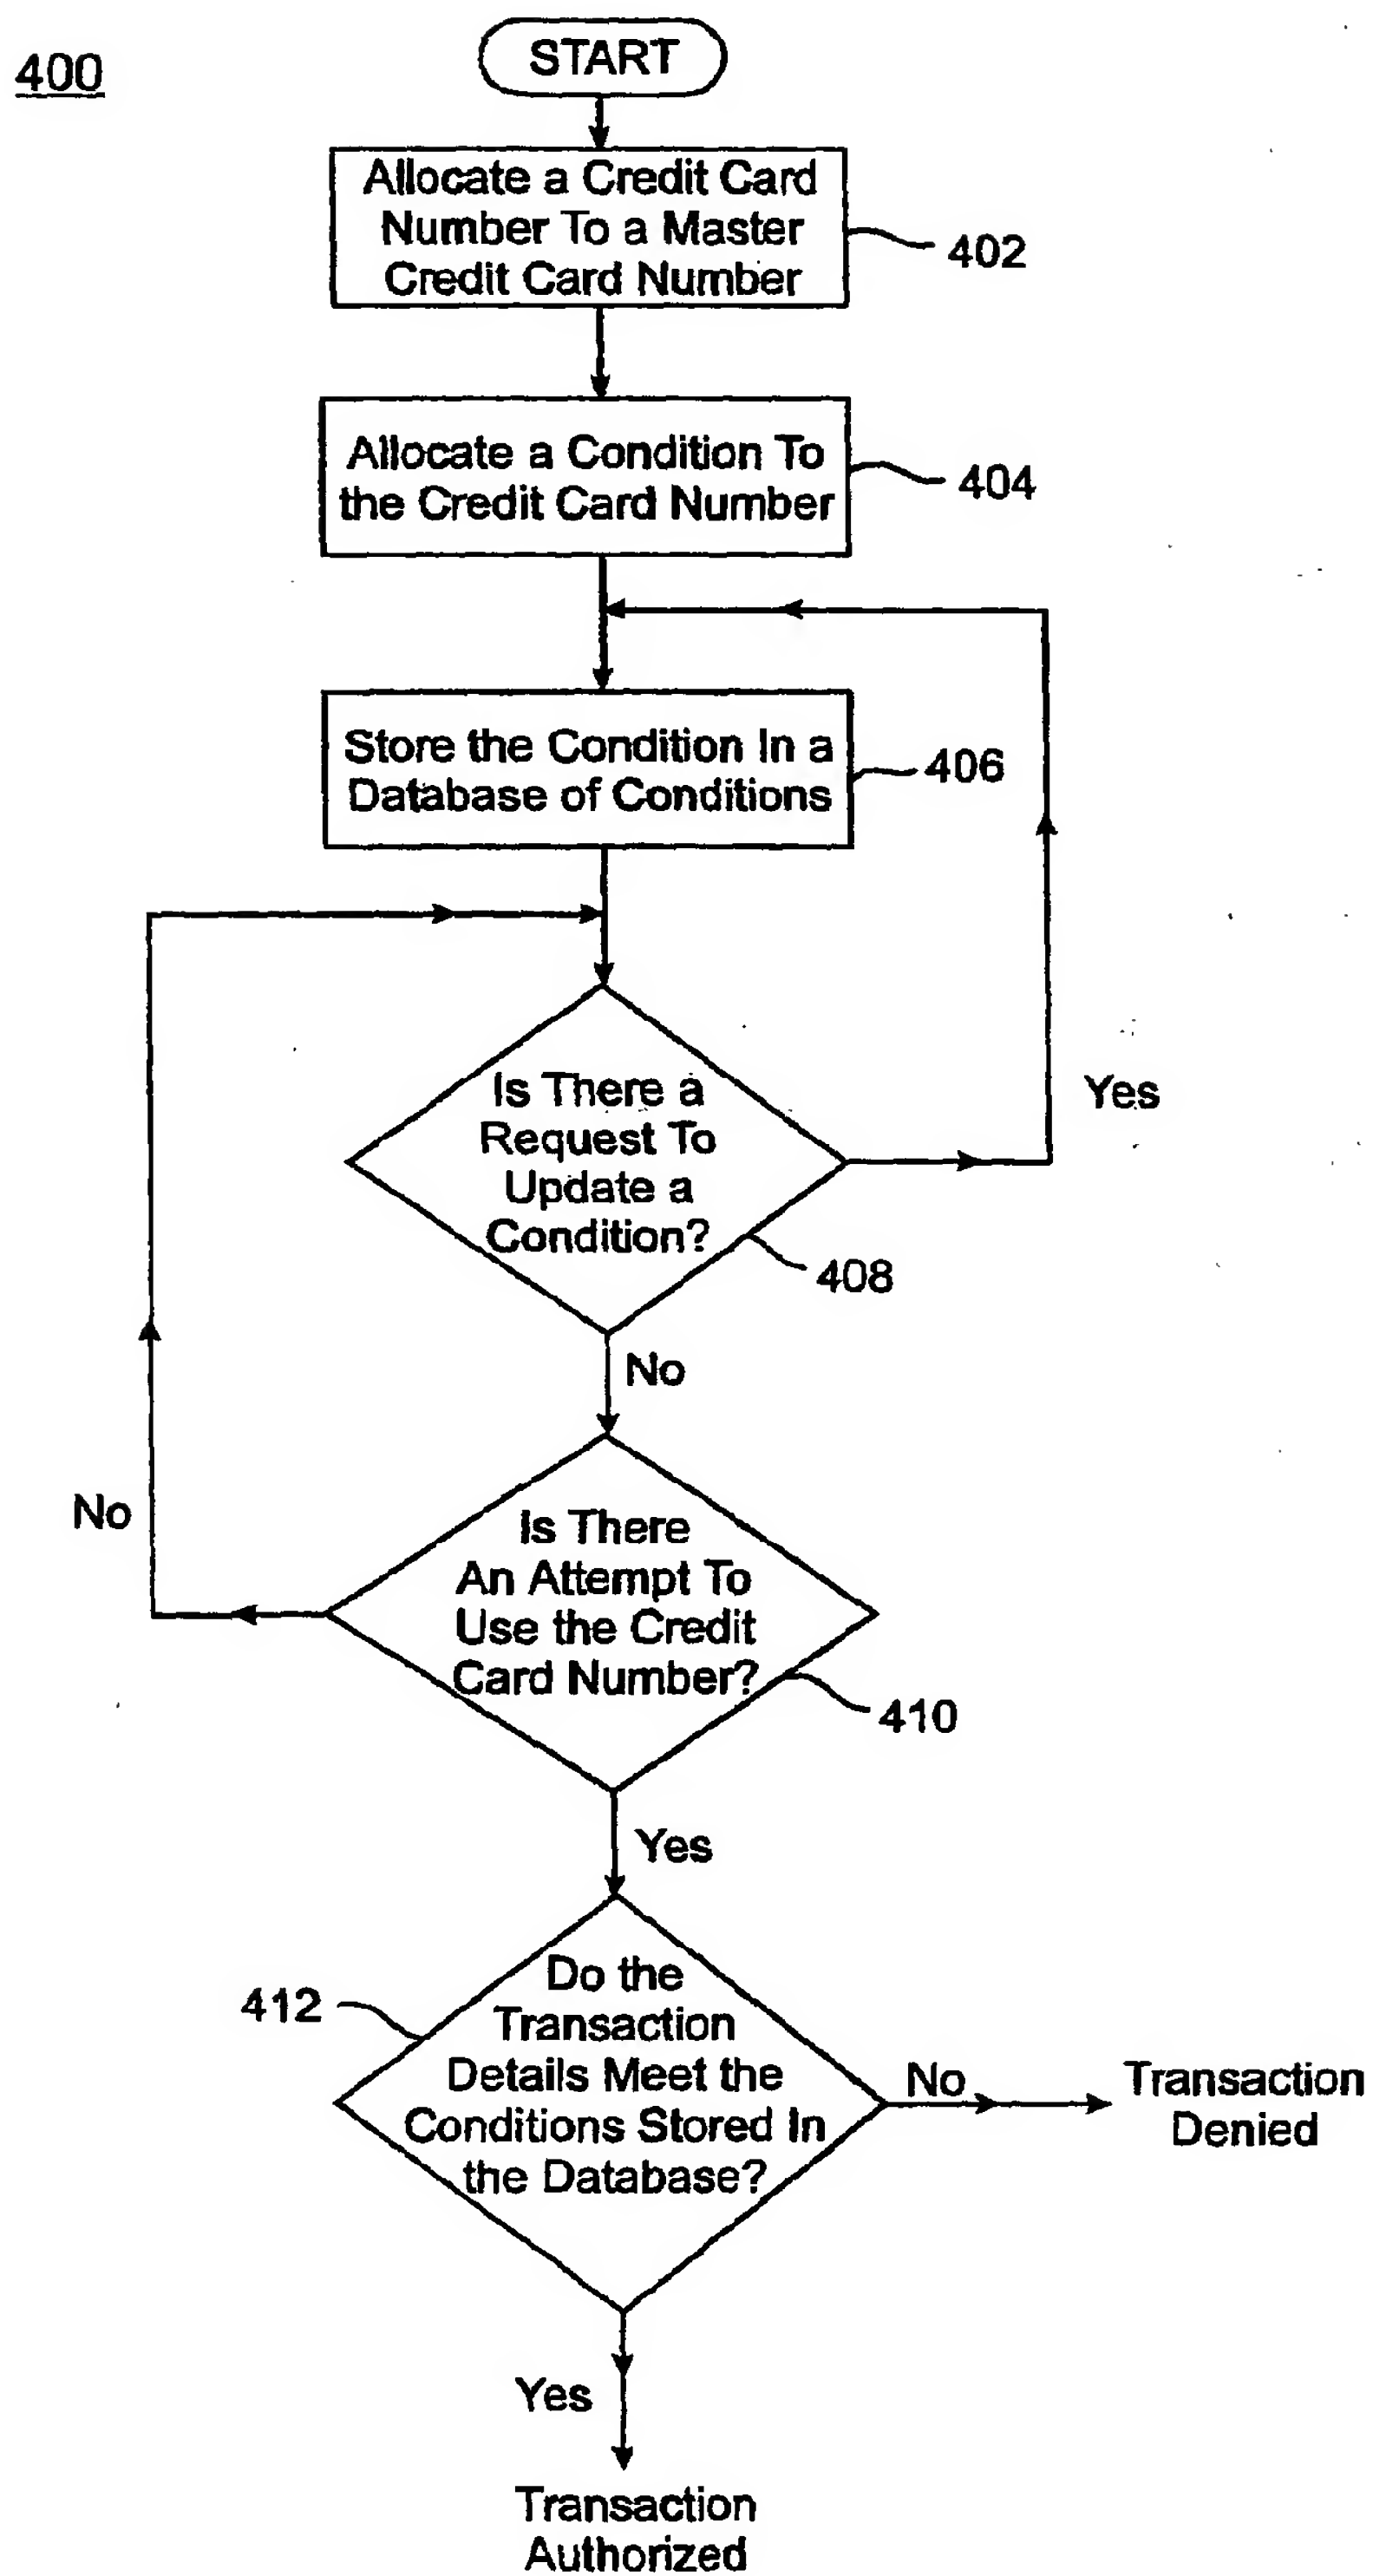 400
START
Allocate a Credit Card
Number To a Master
Credit Card Number
402
Allocate a Condition To
the Credit Card Number
404
Store the Condition In a
Database of Conditions
406
Is There a
Request To
Update a
Condition?
Yes
408
No
Is There
An Attempt To
Use the Credit
Card Number?
No
410
Yes
412
Do the
Transaction
Details Meet the
Conditions Stored In
the Database?
No
Transaction
Denied
Yes
Transaction
Authorized